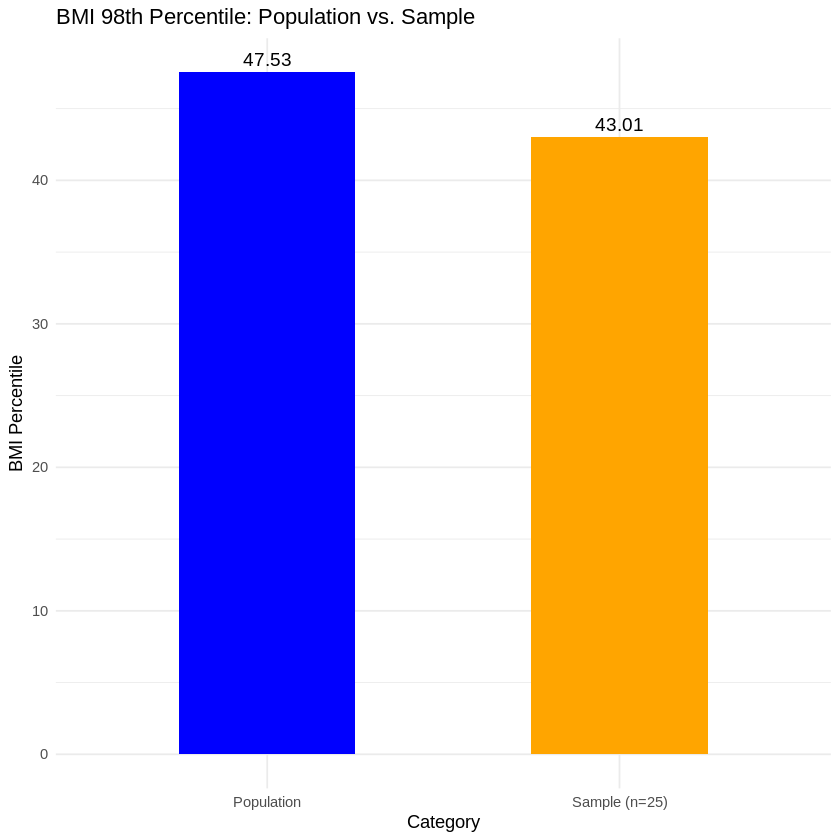 BMI 98th Percentile: Population vs. Sample
47.53
43.01
40
30
20
10
0
BMI Percentile
Population
Sample (n=25)
Category